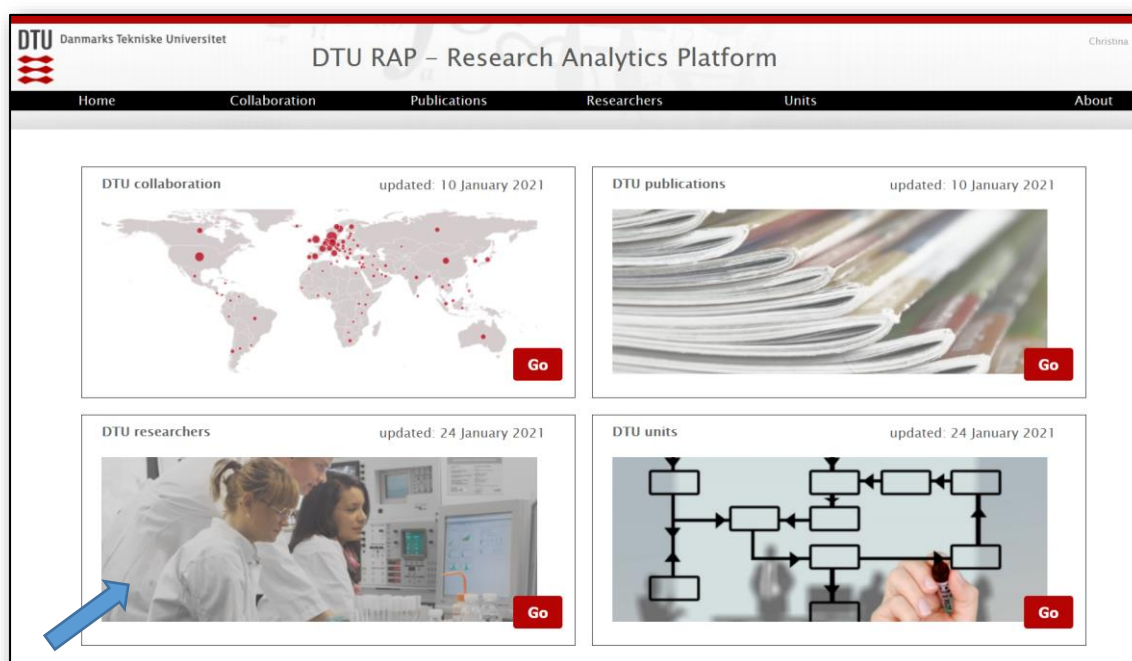 DTU Danmarks Tekniske Universitet
DTU RAP – Research Analytics Platform
Christina
Home Collaboration Publications Researchers Units About
DTU collaboration updated: 10 January 2021
Go
DTU publications updated: 10 January 2021
Go
DTU researchers updated: 24 January 2021
Go
DTU units updated: 24 January 2021
Go